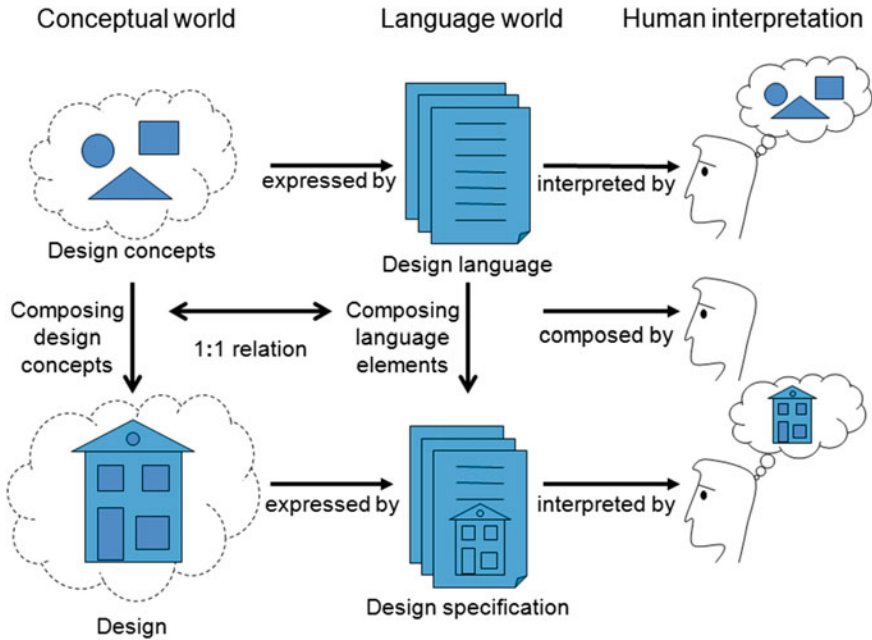 Conceptual world
Language world
Human interpretation
expressed by
interpreted by
Design concepts
Design language
Composing
design
concepts
1:1 relation
Composing
language
elements
composed by
expressed by
interpreted by
Design
Design specification